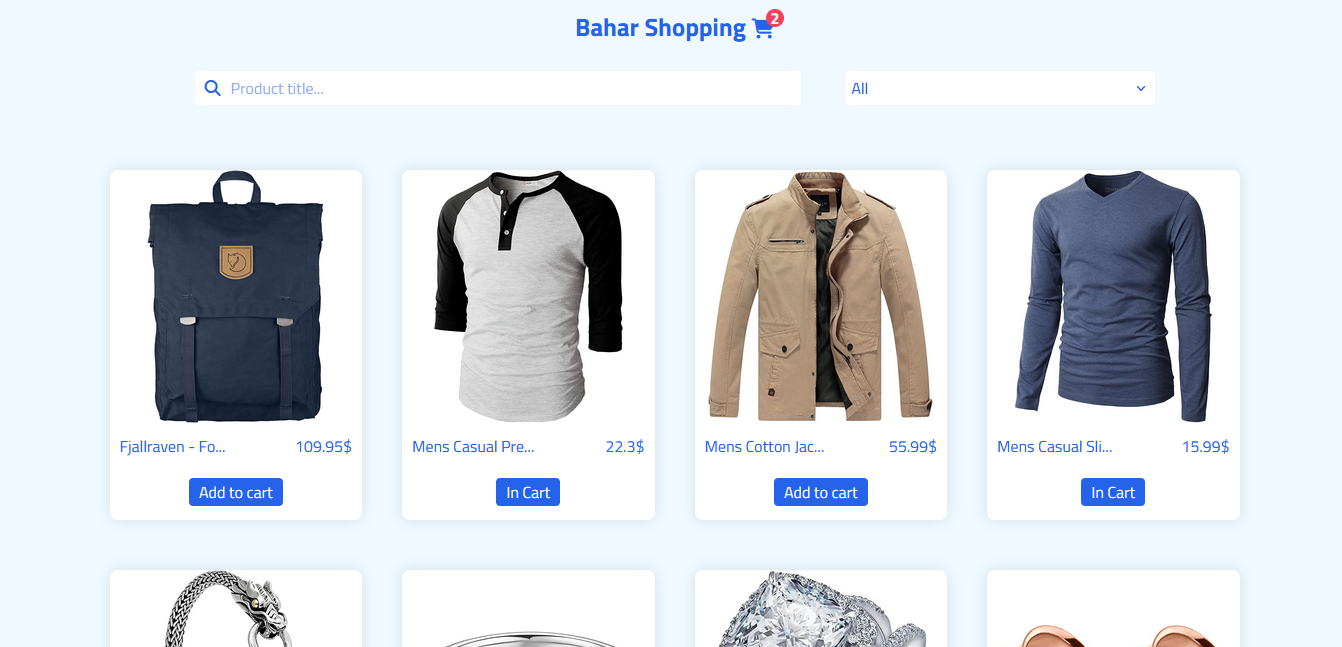 Bahar Shopping 2
Product title...
All
Fjallraven - Fo... 109.95$
Mens Casual Pre... 22.3$
Mens Cotton Jac... 55.99$
Mens Casual Sli... 15.99$
Add to cart
In Cart
Add to cart
In Cart